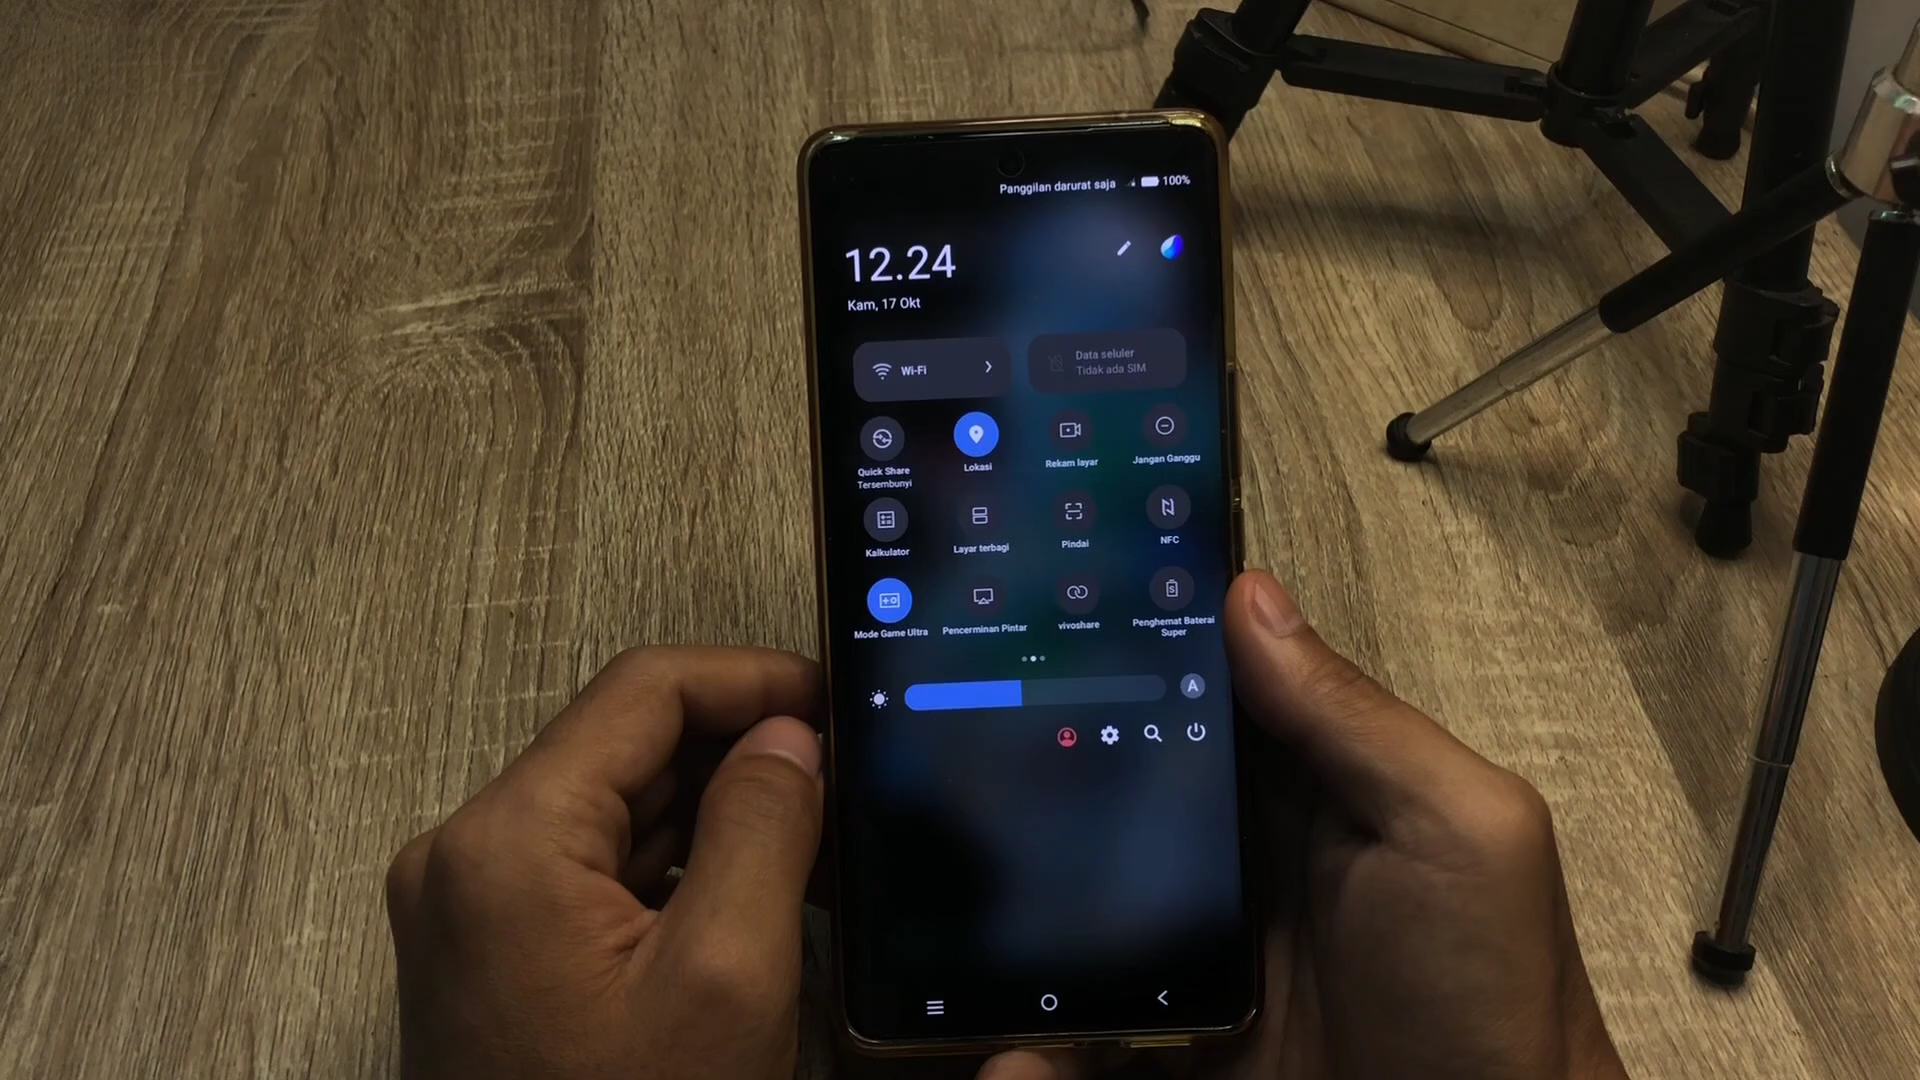 Panggilan darurat saja 100%
12.24
Kam, 17 Okt
Wi-Fi
Data seluler
Tidak ada SIM
Quick Share
Tersembunyi
Lokasi
Rekam layar
Jangan Ganggu
Kalkulator
Layar terbagi
Pindai
NFC
Mode Game Ultra
Pencerminan Pintar
vivoshare
Penghemat Baterai
Super
A